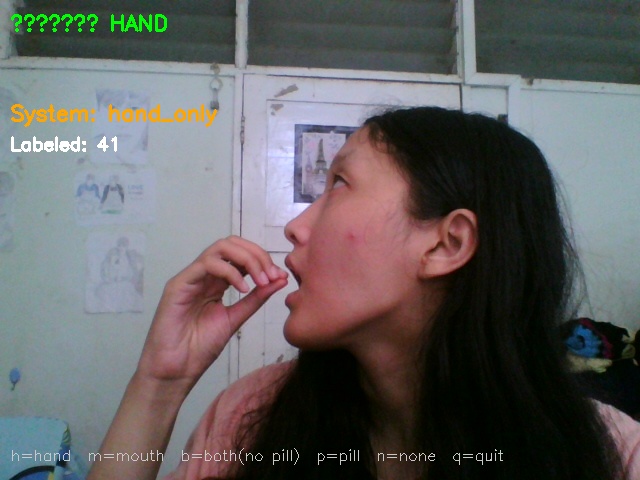 ??????? HAND
System: hand_only
Labeled: 41
h=hand m=mouth b=both(no pill) p=pill n=none q=quit